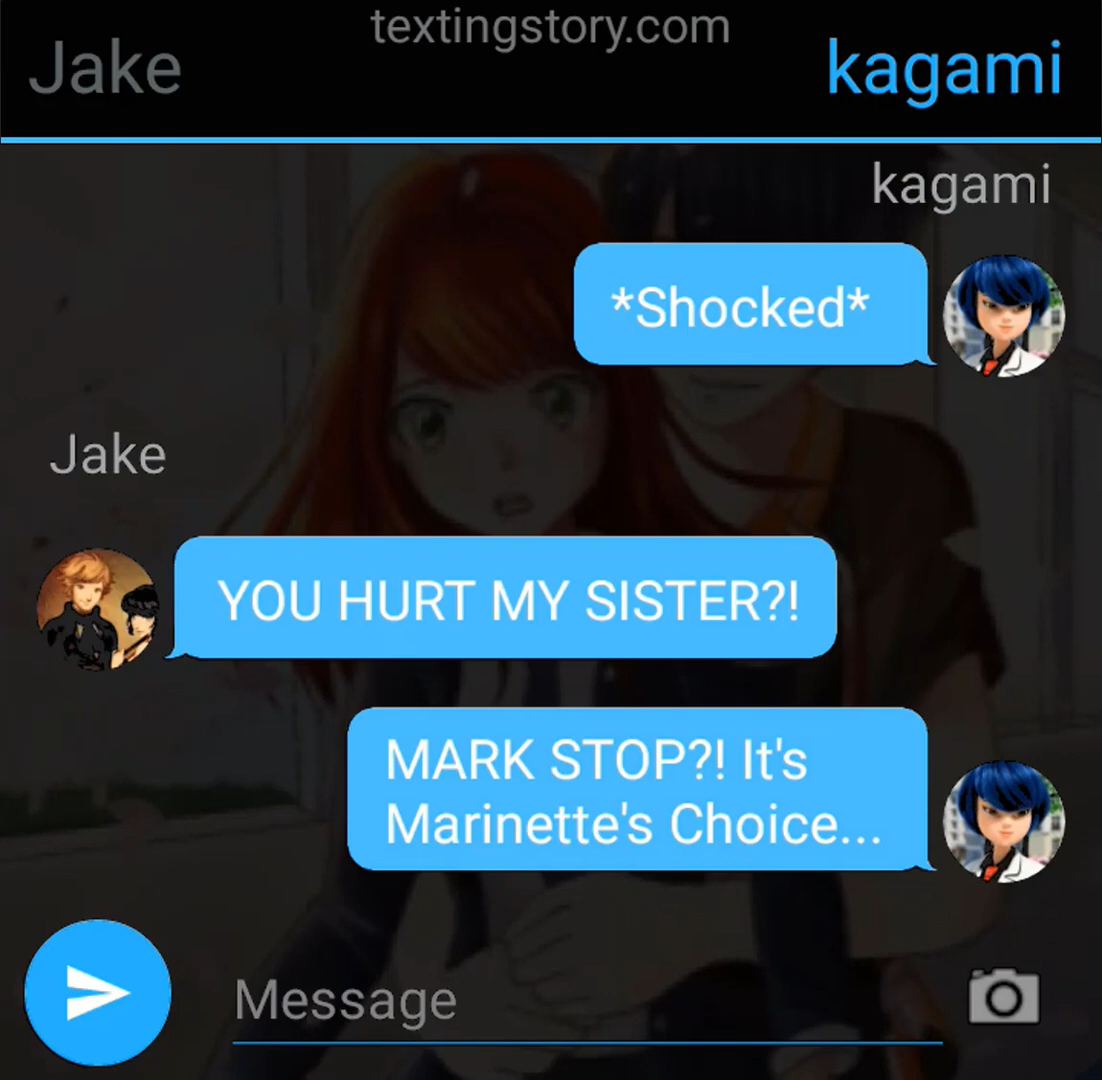 textingstory.com
Jake
kagami
kagami
*Shocked*
Jake
YOU HURT MY SISTER?!
MARK STOP?! It's
Marinette's Choice...
Message